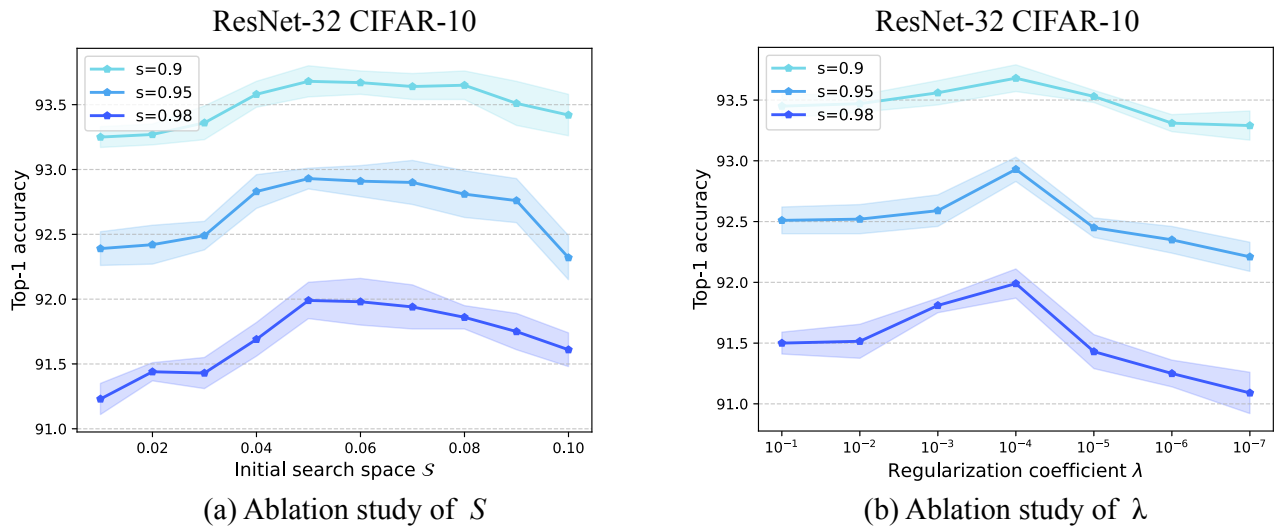 ResNet-32 CIFAR-10
s=0.9
s=0.95
s=0.98
93.5
93.0
92.5
92.0
91.5
91.0
Top-1 accuracy
0.02 0.04 0.06 0.08 0.10
Initial search space S
(a) Ablation study of S
ResNet-32 CIFAR-10
s=0.9
s=0.95
s=0.98
93.5
93.0
92.5
92.0
91.5
91.0
Top-1 accuracy
10⁻¹ 10⁻² 10⁻³ 10⁻⁴ 10⁻⁵ 10⁻⁶ 10⁻⁷
Regularization coefficient λ
(b) Ablation study of λ